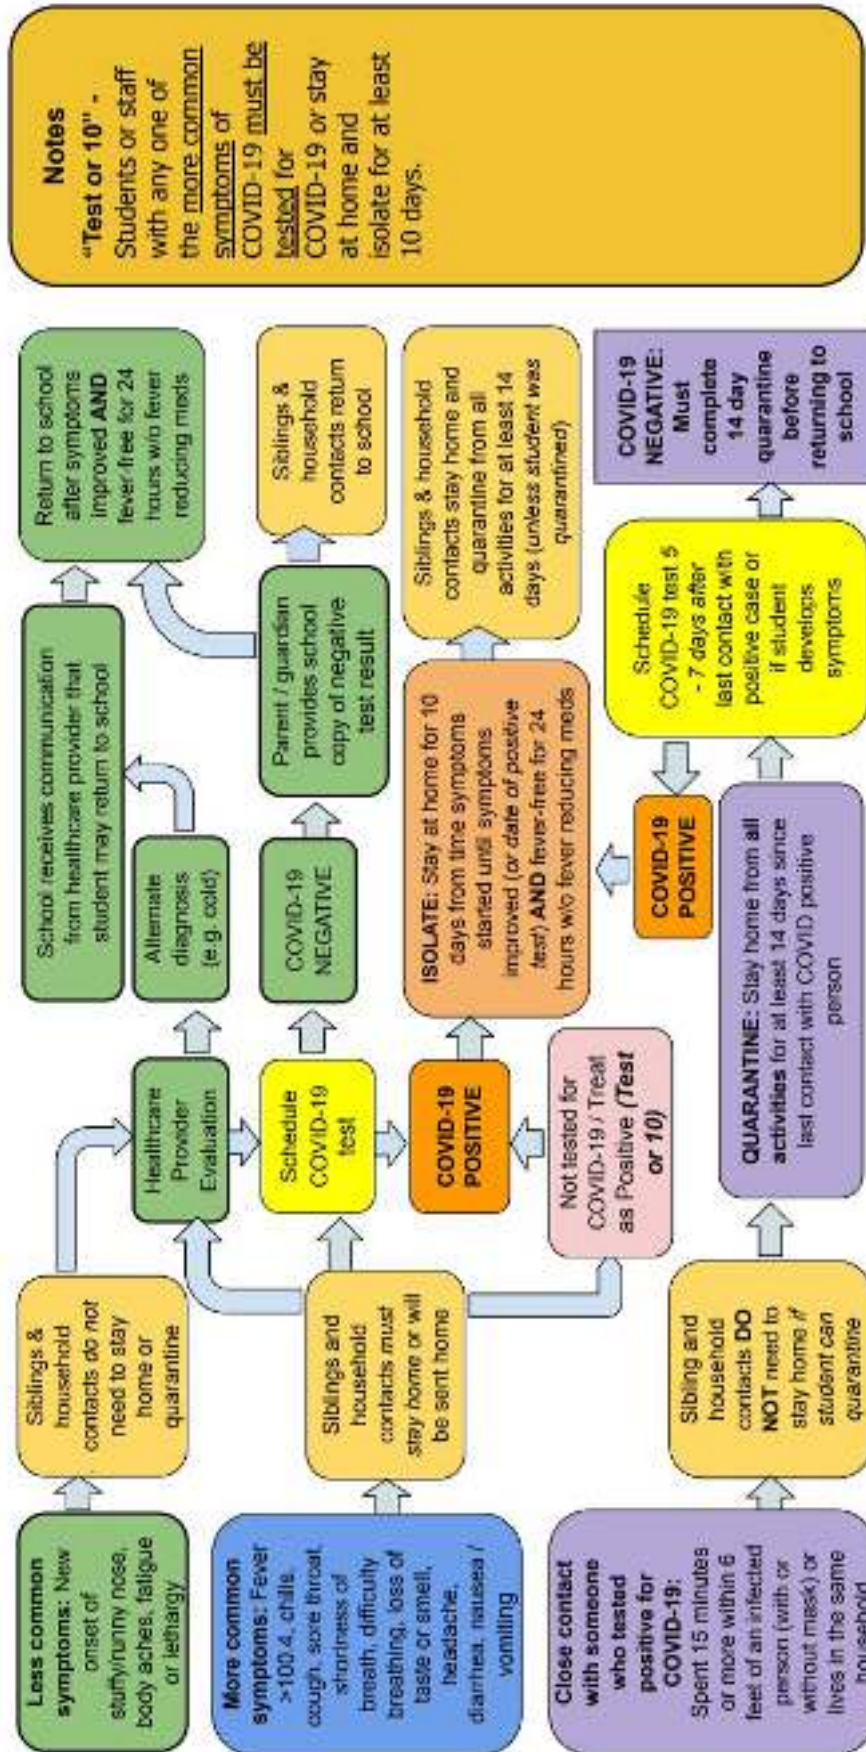 Less common
symptoms: New
onset of
stuffy/runny nose,
body aches, fatigue
or lethargy
Siblings &
household
contacts do not
need to stay
home or
quarantine
Healthcare
Provider
Evaluation
Alternate
diagnosis
(e.g. cold)
School receives communication
from healthcare provider that
student may return to school
Return to school
after symptoms
improved AND
fever-free for 24
hours w/o fever
reducing meds
More common
symptoms: Fever
>100.4, chills,
cough, sore throat,
shortness of
breath, difficulty
breathing, loss of
taste or smell,
headache,
diarrhea, nausea /
vomiting
Siblings and
household
contacts must
stay home or will
be sent home
Schedule
COVID-19
test
COVID-19
NEGATIVE
Parent / guardian
provides school
copy of negative
test result
Siblings &
household
contacts return
to school
COVID-19
POSITIVE
Not tested for
COVID-19 / Treat
as Positive (Test
or 10)
ISOLATE: Stay at home for 10
days from time symptoms
started until symptoms
improved (or date of positive
test) AND fever-free for 24
hours w/o fever reducing meds
Siblings & household
contacts stay home and
quarantine from all
activities for at least 14
days (unless student was
quarantined)
Close contact
with someone
who tested
positive for
COVID-19:
Spent 15 minutes
or more within 6
feet of an infected
person (with or
without mask) or
lives in the same
Sibling and
household
contacts DO
NOT need to
stay home if
student can
quarantine
QUARANTINE: Stay home from all
activities for at least 14 days since
last contact with COVID positive
person
COVID-19
POSITIVE
Schedule
COVID-19 test 5
- 7 days after
last contact with
positive case or
if student
develops
symptoms
COVID-19
NEGATIVE:
Must
complete
14 day
quarantine
before
returning to
school
Notes
"Test or 10" -
Students or staff
with any one of
the more common
symptoms of
COVID-19 must be
tested for
COVID-19 or stay
at home and
isolate for at least
10 days.